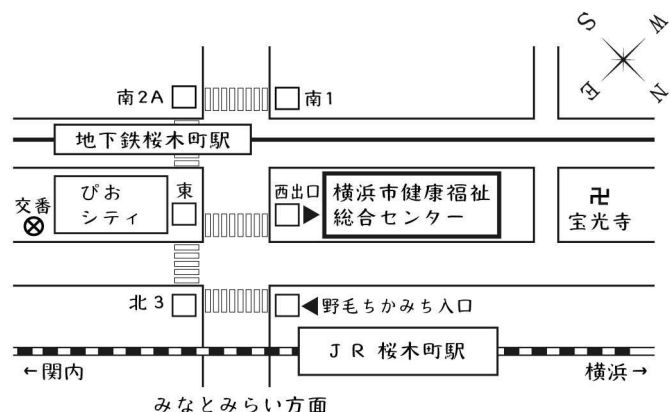 S
W
E
N
南2A
南1
地下鉄桜木町駅
交番
ぴお
シティ
東
西出口
横浜市健康福祉
総合センター
卍
宝光寺
北3
野毛ちかみち入口
JR 桜木町駅
←関内
横浜→
みなとみらい方面